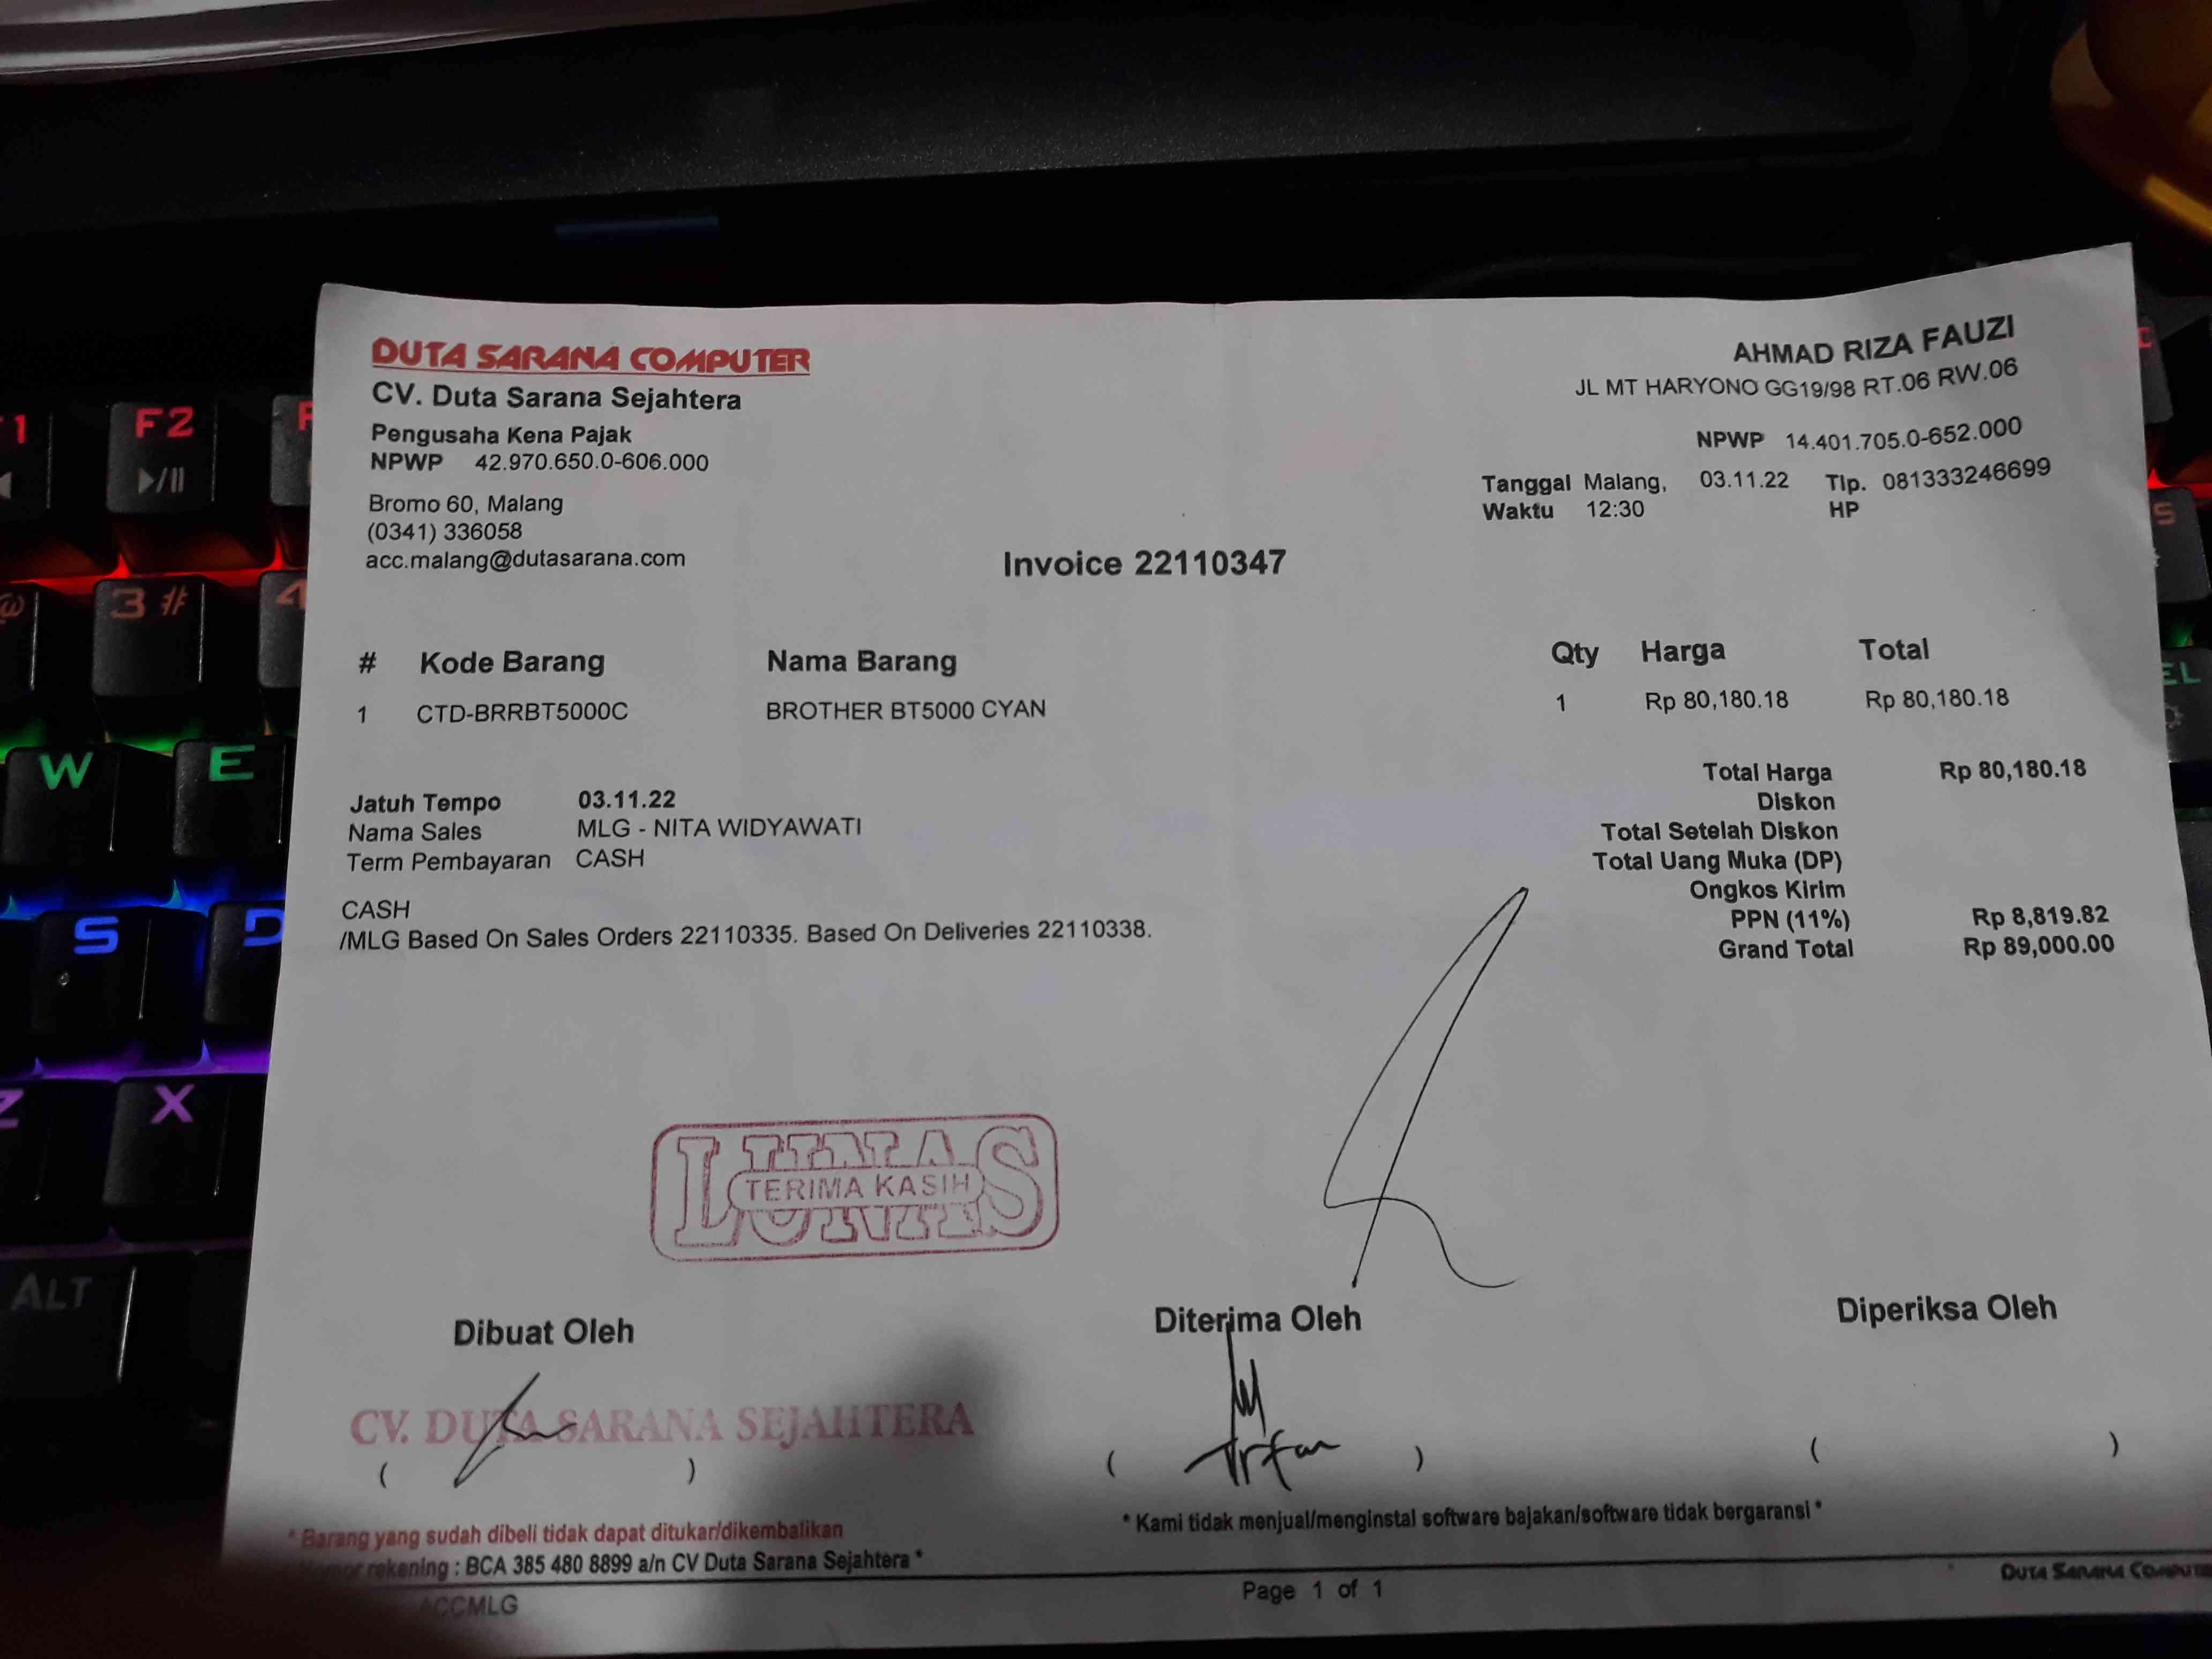 DUTA SARANA COMPUTER
CV. Duta Sarana Sejahtera
Pengusaha Kena Pajak
NPWP 42.970.650.0-606.000
Bromo 60, Malang
(0341) 336058
acc.malang@dutasarana.com
AHMAD RIZA FAUZI
JL MT HARYONO GG19/98 RT.06 RW.06
NPWP 14.401.705.0-652.000
Tanggal Malang, 03.11.22 Tlp. 081333246699
Waktu 12:30 HP
Invoice 22110347
# Kode Barang Nama Barang Qty Harga Total
1 CTD-BRRBT5000C BROTHER BT5000 CYAN 1 Rp 80,180.18 Rp 80,180.18
Total Harga Rp 80,180.18
Diskon
Total Setelah Diskon
Total Uang Muka (DP)
Ongkos Kirim
PPN (11%) Rp 8,819.82
Grand Total Rp 89,000.00
Jatuh Tempo 03.11.22
Nama Sales MLG - NITA WIDYAWATI
Term Pembayaran CASH
CASH
/MLG Based On Sales Orders 22110335. Based On Deliveries 22110338.
LUNAS
TERIMA KASIH
Dibuat Oleh Diterima Oleh Diperiksa Oleh
CV. DUTA SARANA SEJAHTERA
( ) ( Irfan ) ( )
* Barang yang sudah dibeli tidak dapat ditukar/dikembalikan
rekening : BCA 385 480 8899 a/n CV Duta Sarana Sejahtera *
* Kami tidak menjual/menginstal software bajakan/software tidak bergaransi *
ACCMLG
Page 1 of 1
F2
3 #
4
W
E
S
D
Z
X
ALT